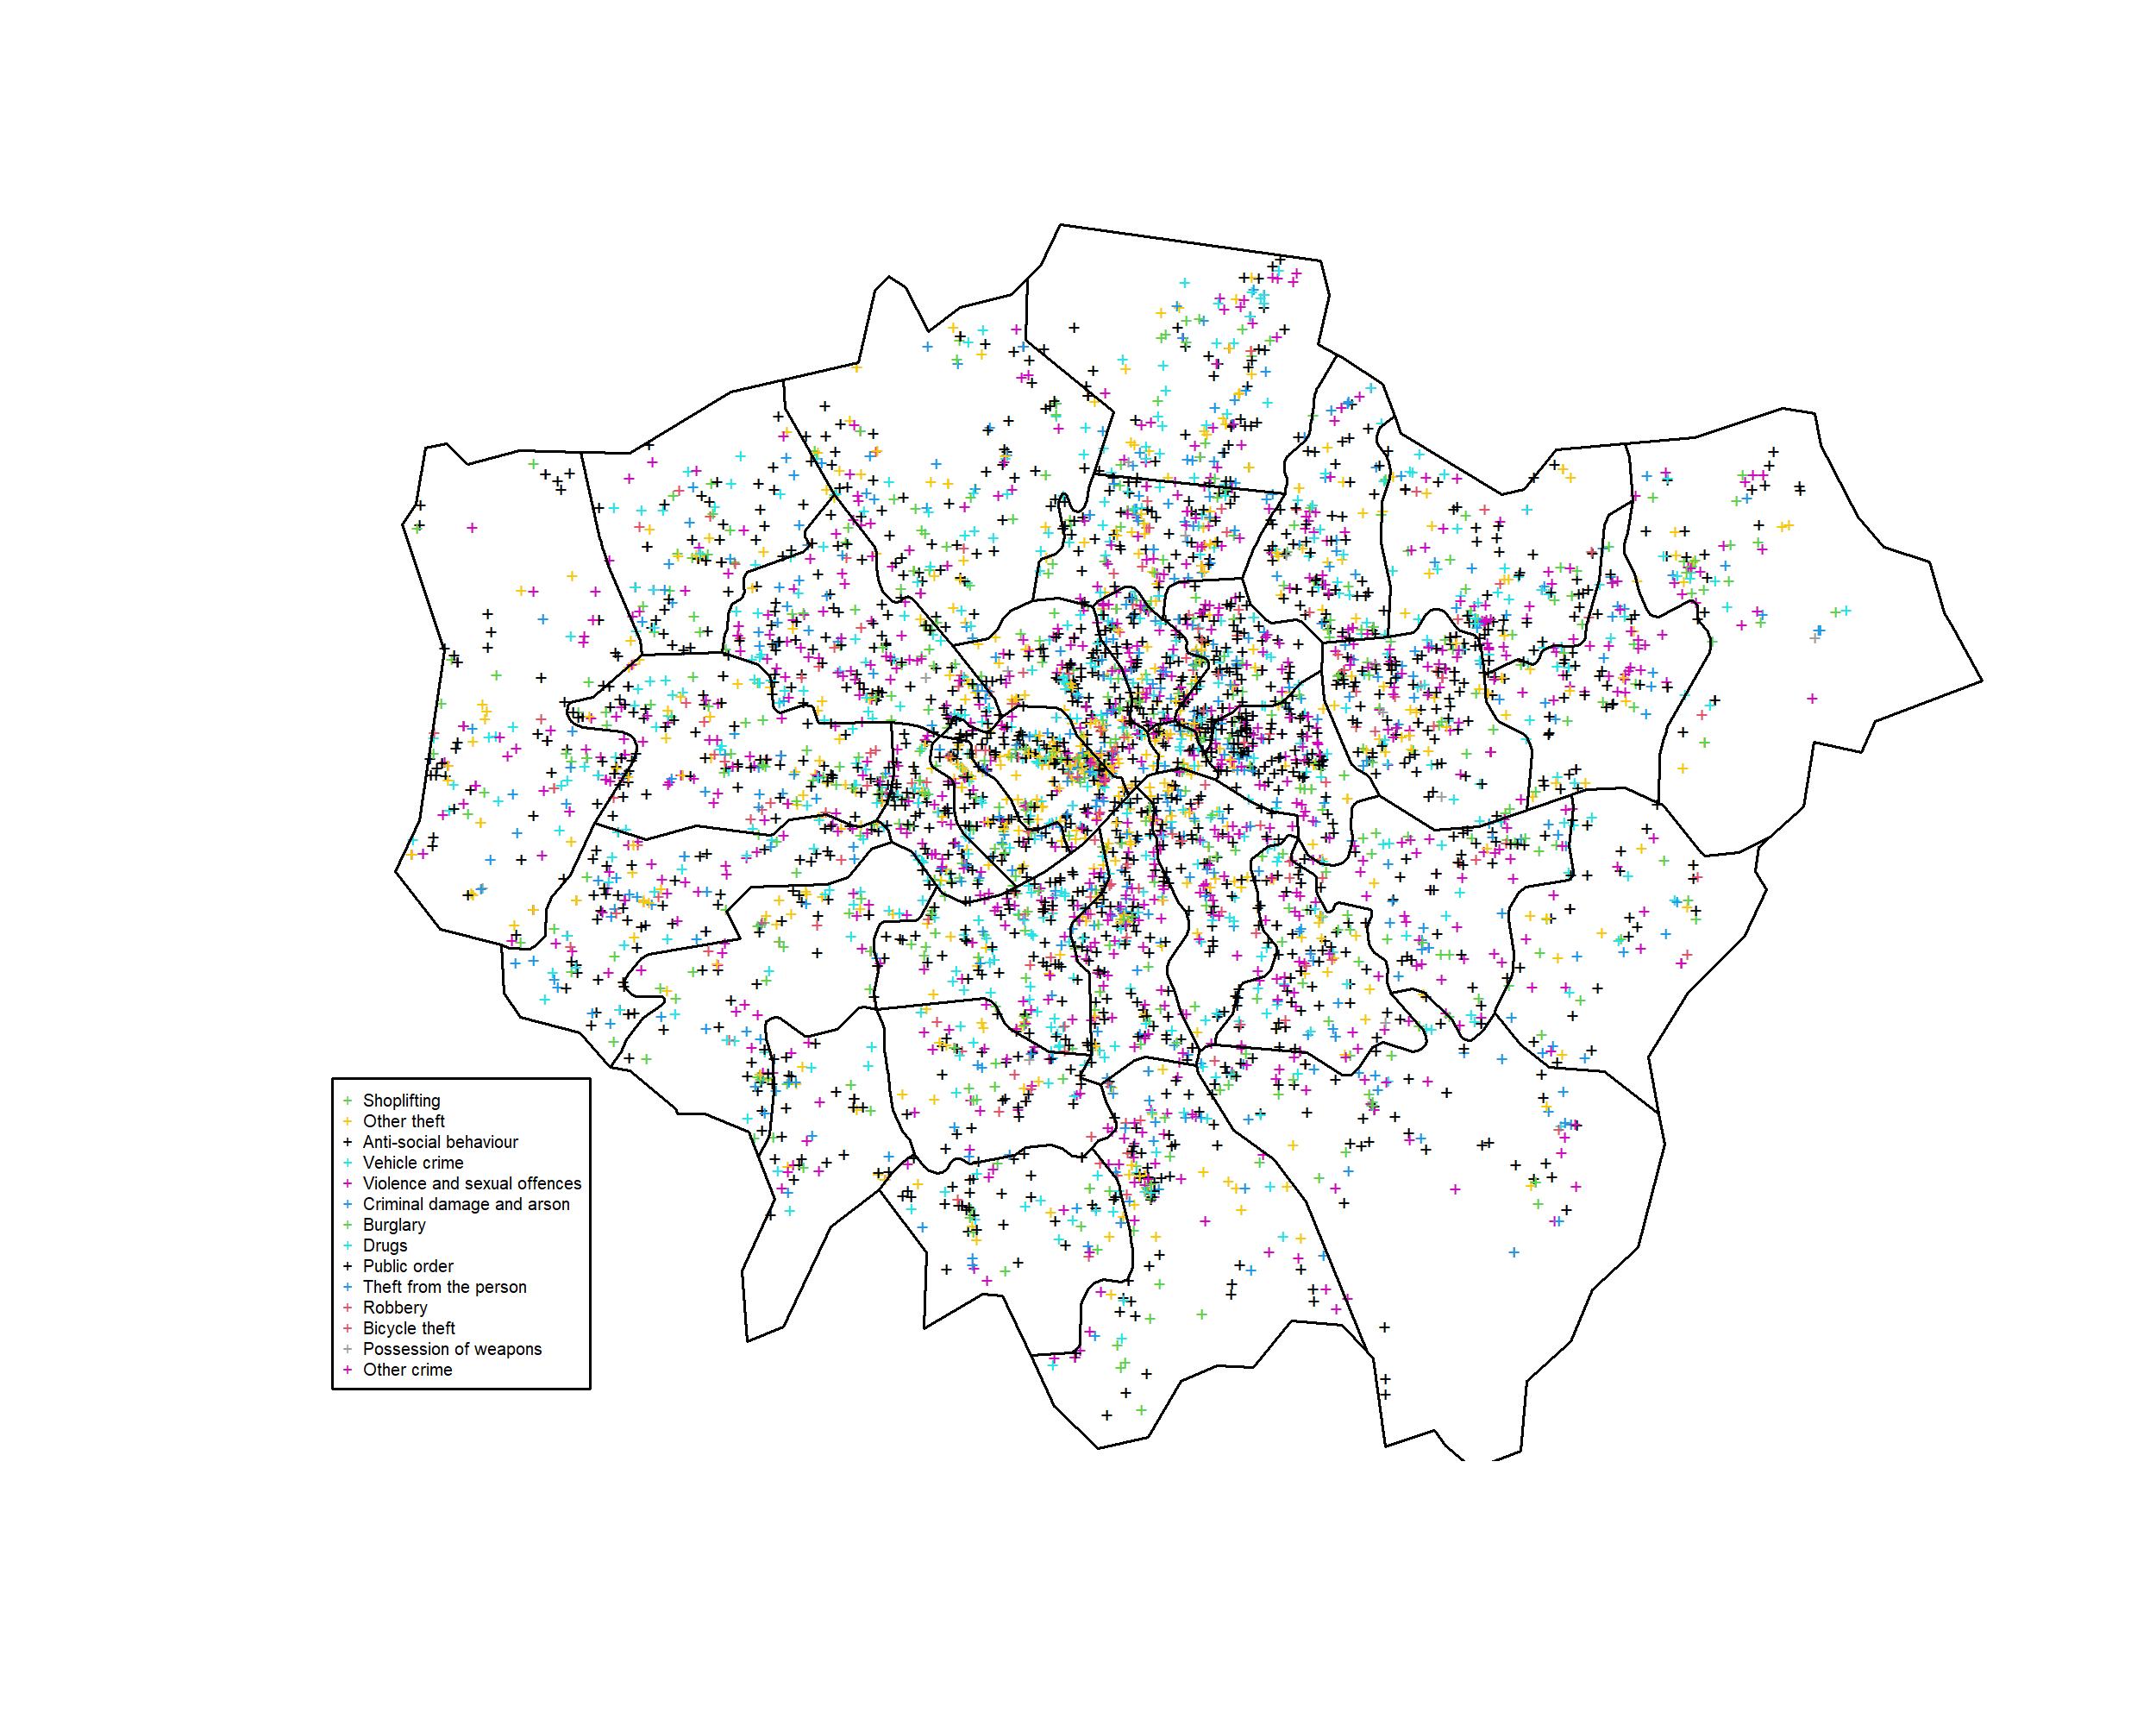 Shoplifting
Other theft
Anti-social behaviour
Vehicle crime
Violence and sexual offences
Criminal damage and arson
Burglary
Drugs
Public order
Theft from the person
Robbery
Bicycle theft
Possession of weapons
Other crime